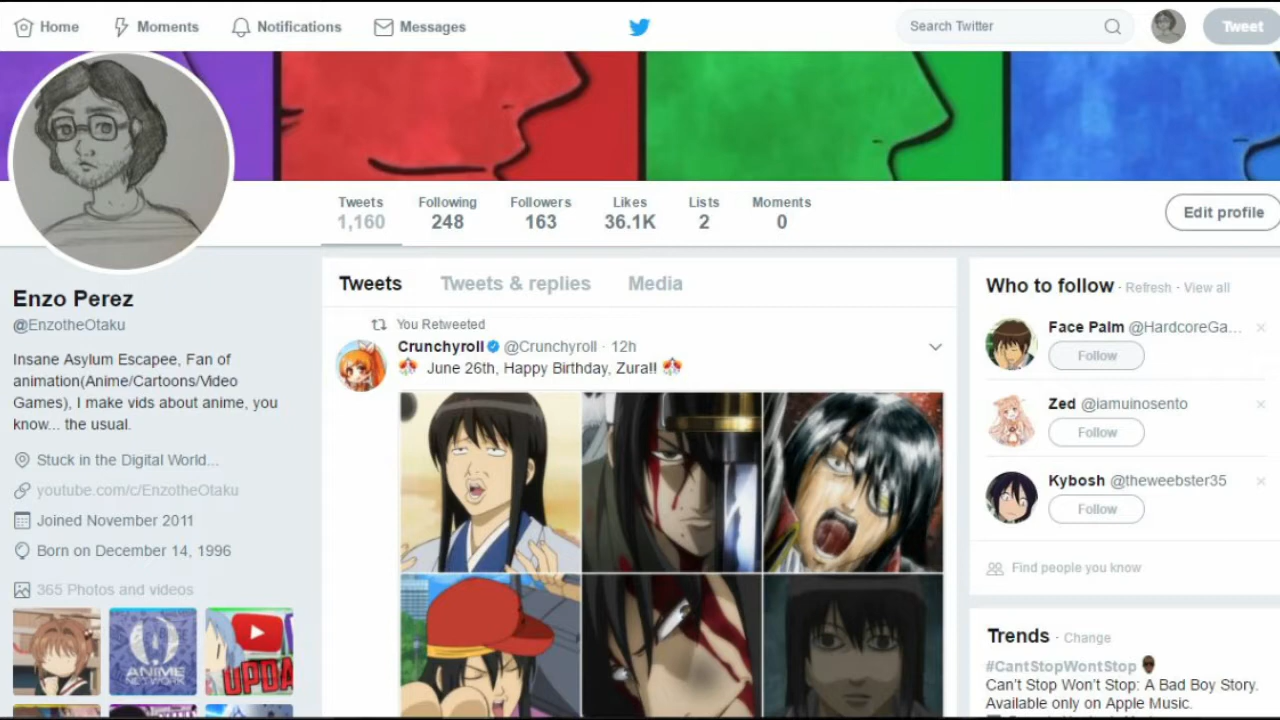 Home
Moments
Notifications
Messages
Search Twitter
Tweet
Tweets
1,160
Following
248
Followers
163
Likes
36.1K
Lists
2
Moments
0
Edit profile
Enzo Perez
@EnzotheOtaku
Insane Asylum Escapee, Fan of
animation(Anime/Cartoons/Video
Games), I make vids about anime, you
know... the usual.
Stuck in the Digital World...
youtube.com/c/EnzotheOtaku
Joined November 2011
Born on December 14, 1996
365 Photos and videos
ANIME
NETWORK
UPDA
Tweets
Tweets & replies
Media
You Retweeted
Crunchyroll @Crunchyroll · 12h
June 26th, Happy Birthday, Zura!!
Who to follow · Refresh · View all
Face Palm @HardcoreGa...
Follow
Zed @iamuinosento
Follow
Kybosh @theweebster35
Follow
Find people you know
Trends · Change
#CantStopWontStop
Can't Stop Won't Stop: A Bad Boy Story.
Available only on Apple Music.